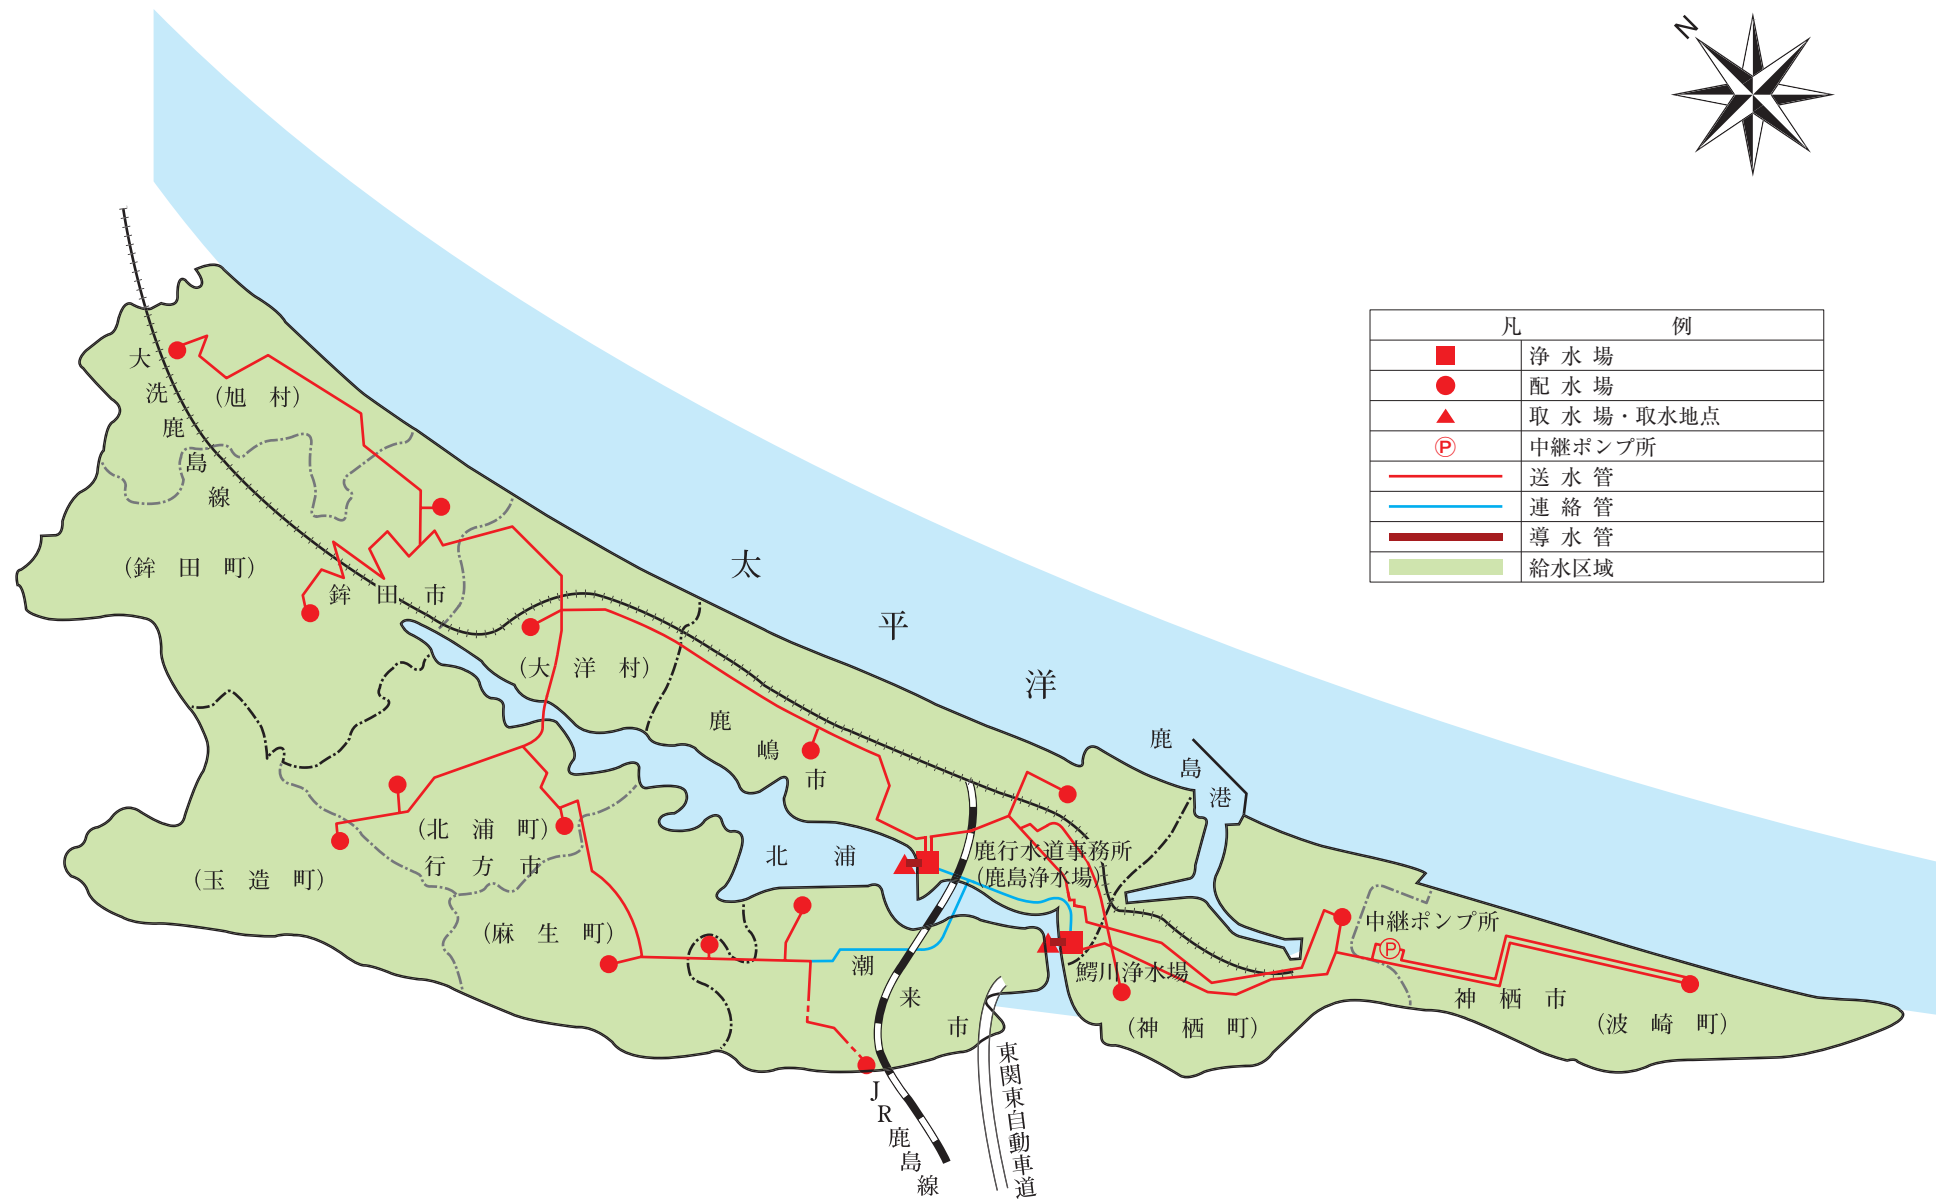 N
凡例
浄水場
配水場
取水場・取水地点
P
中継ポンプ所
送水管
連絡管
導水管
給水区域
大洗鹿島線
(旭村)
(鉾田町)
鉾田市
(大洋村)
太平洋
鹿嶋市
鹿島港
(北浦町)
行方市
(玉造町)
(麻生町)
北浦
鹿行水道事務所
(鹿島浄水場)
潮来市
鰐川浄水場
(神栖町)
中継ポンプ所
P
神栖市
(波崎町)
JR鹿島線
東関東自動車道